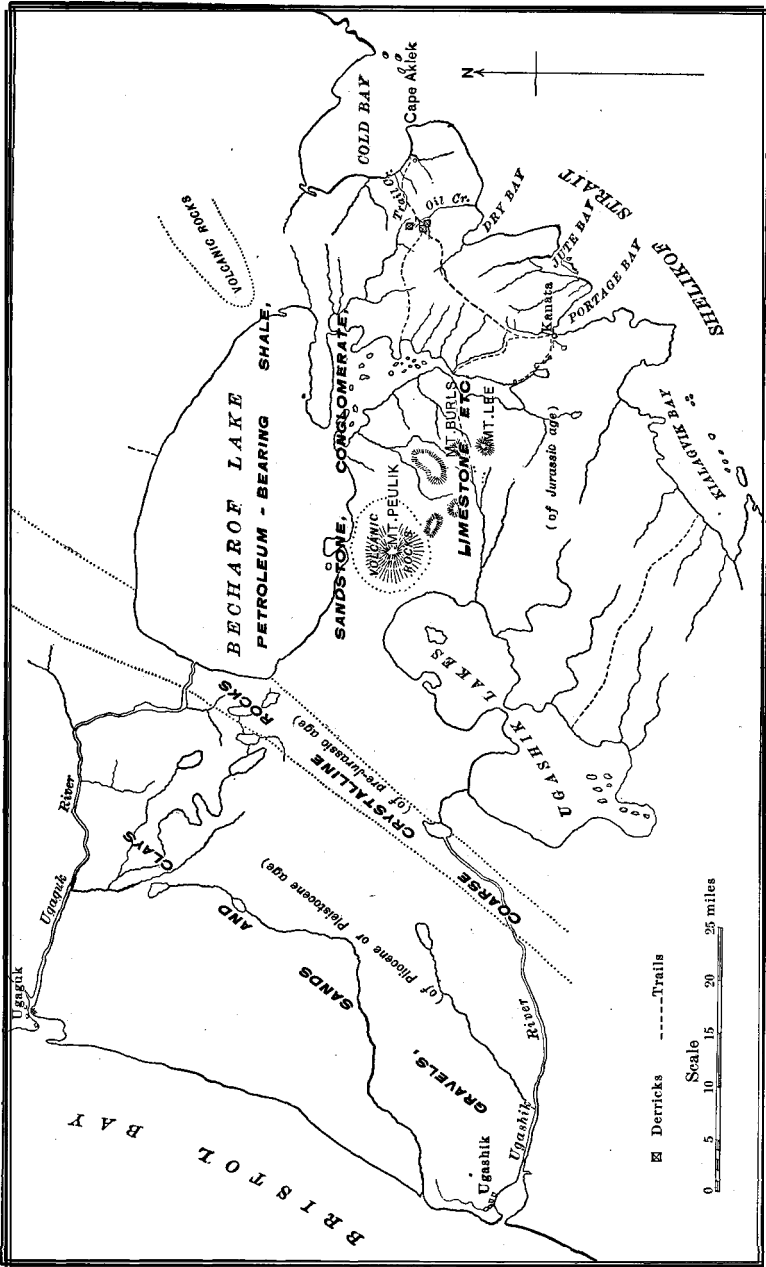 BRISTOL BAY
Ugaguk
Ugaguk River
BECHAROF LAKE
PETROLEUM - BEARING SHALE,
SANDSTONE, CONGLOMERATE,
LIMESTONE ETC
(of Jurassic age)
VOLCANIC ROCKS
COLD BAY
Cape Aklek
N
Trail Cr.
Oil Cr.
DRY BAY
JUTE BAY
PORTAGE BAY
Kanata
SHELIKOF STRAIT
KIALAGVIK BAY
MT. BURLS
MT. LEE
VOLCANIC
MT. PEULIK
ROCKS
UGASHIK LAKES
UGASHIK
COARSE CRYSTALLINE ROCKS
(of pre-Jurassic age)
GRAVELS, SANDS AND CLAYS
(of Pliocene or Pleistocene age)
Ugashik River
Ugashik
Derricks
Trails
Scale
0 5 10 15 20 25 miles